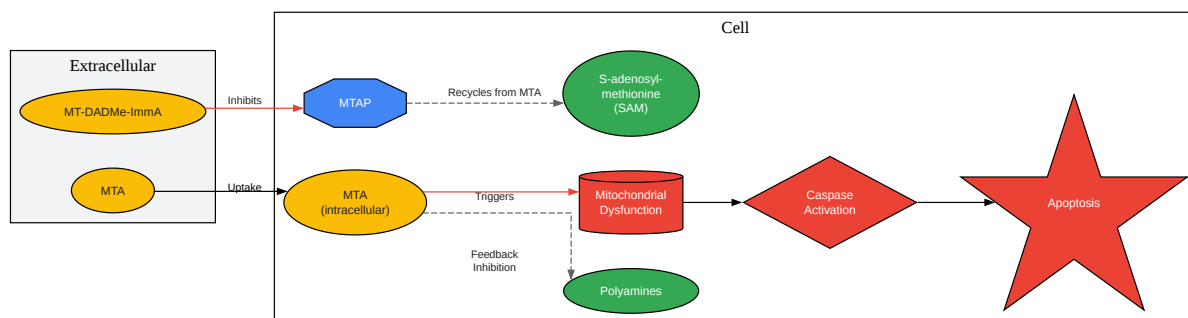 Cell
Extracellular
MT-DADMe-ImmA
Inhibits
MTAP
Recycles from MTA
S-adenosyl-
methionine
(SAM)
MTA
Uptake
MTA
(intracellular)
Triggers
Mitochondrial
Dysfunction
Caspase
Activation
Apoptosis
Feedback
Inhibition
Polyamines